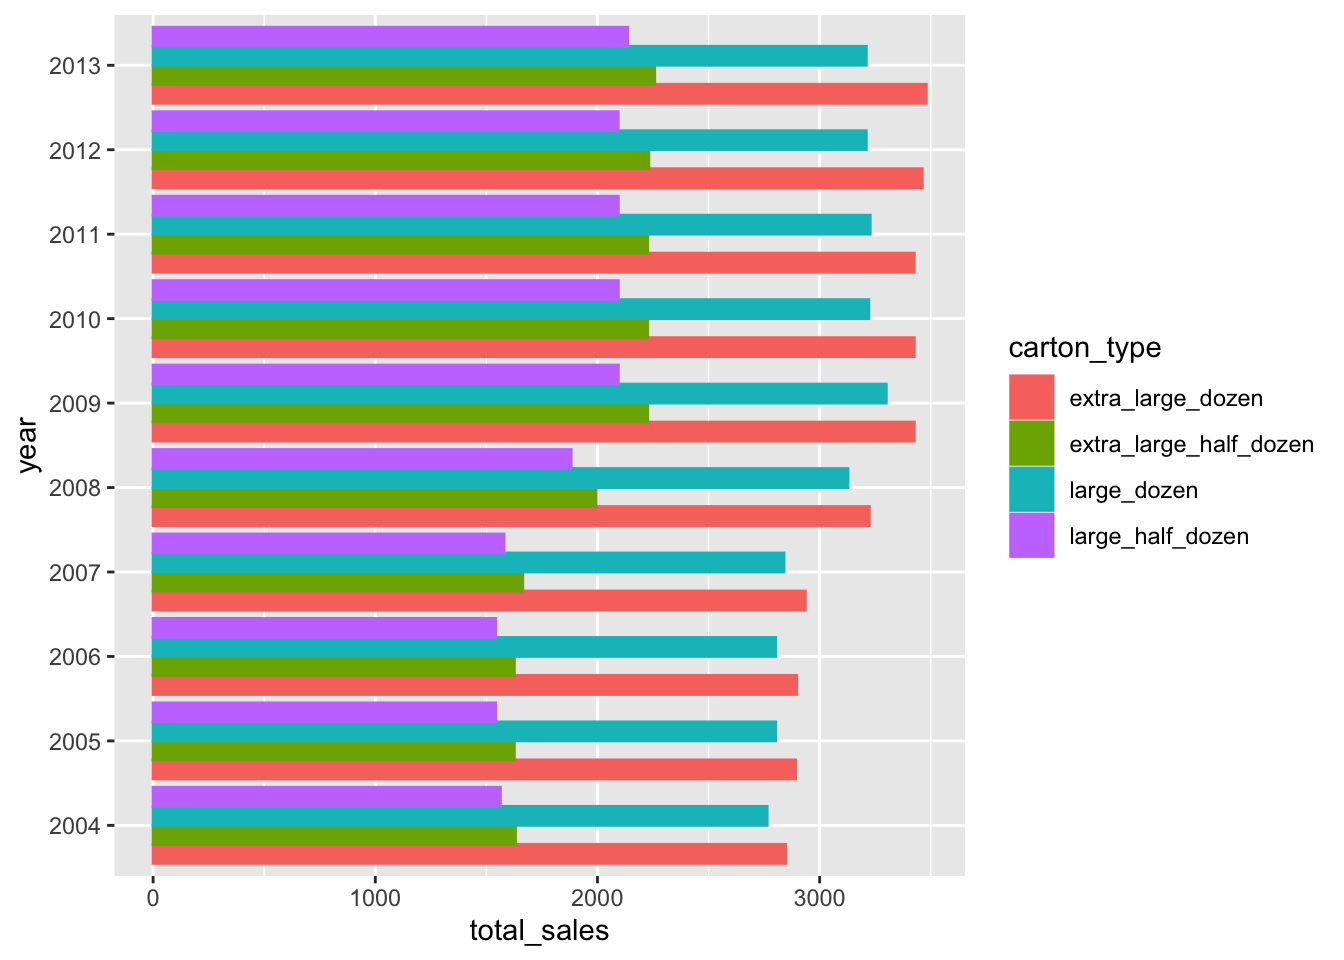 2013
2012
2011
2010
2009
2008
2007
2006
2005
2004
year
0 1000 2000 3000
total_sales
carton_type
extra_large_dozen
extra_large_half_dozen
large_dozen
large_half_dozen